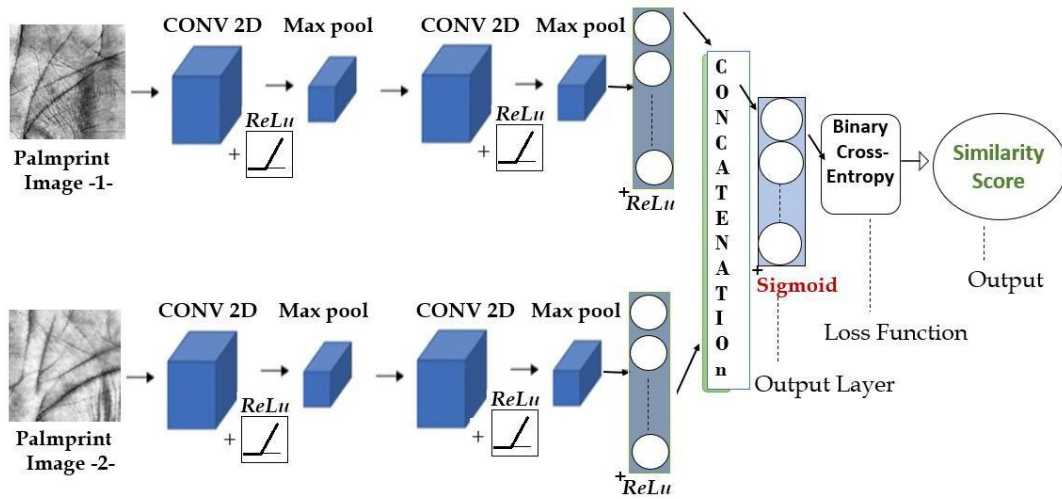 CONV 2D
Max pool
CONV 2D
Max pool
ReLu
+
ReLu
+
+
ReLu
Palmprint
Image -1-
CONCATENATIOn
+
Sigmoid
Binary
Cross-
Entropy
Similarity
Score
Output
Loss Function
Output Layer
CONV 2D
Max pool
CONV 2D
Max pool
ReLu
+
ReLu
+
+
ReLu
Palmprint
Image -2-